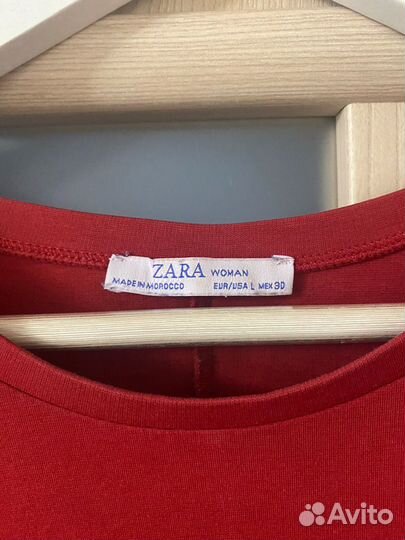 ZARA WOMAN
MADE IN MOROCCO EUR/USA L MEX 30
Avito